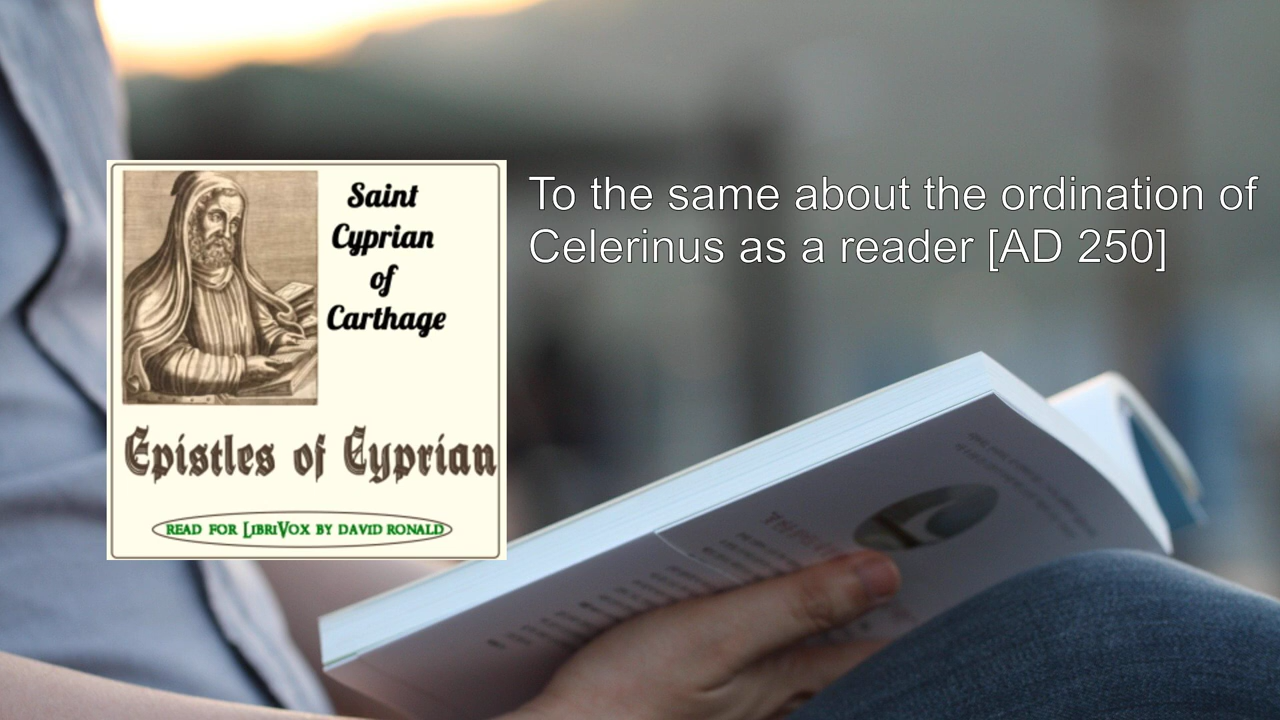 Saint
Cyprian
of
Carthage
Epistles of Cyprian
READ FOR LIBRIVOX BY DAVID RONALD
To the same about the ordination of
Celerinus as a reader [AD 250]